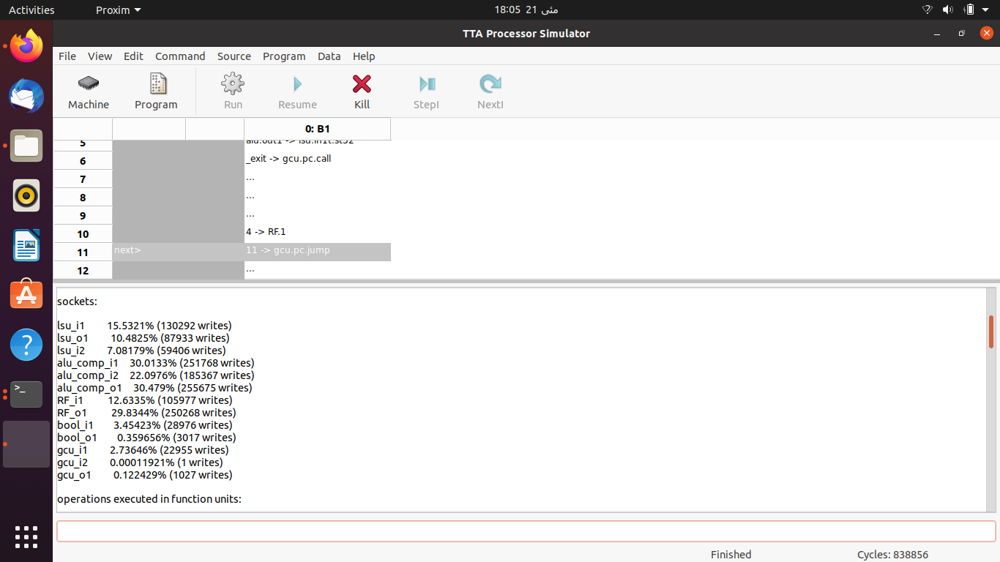 Activities Proxim 18:05 21 مئی
TTA Processor Simulator
File View Edit Command Source Program Data Help
Machine Program Run Resume Kill StepI NextI
0: B1
5 alu.out1 -> lsu.in1t.st32
6 _exit -> gcu.pc.call
7 ...
8 ...
9 ...
10 4 -> RF.1
11 next> 11 -> gcu.pc.jump
12 ...
sockets:
lsu_i1 15.5321% (130292 writes)
lsu_o1 10.4825% (87933 writes)
lsu_i2 7.08179% (59406 writes)
alu_comp_i1 30.0133% (251768 writes)
alu_comp_i2 22.0976% (185367 writes)
alu_comp_o1 30.479% (255675 writes)
RF_i1 12.6335% (105977 writes)
RF_o1 29.8344% (250268 writes)
bool_i1 3.45423% (28976 writes)
bool_o1 0.359656% (3017 writes)
gcu_i1 2.73646% (22955 writes)
gcu_i2 0.00011921% (1 writes)
gcu_o1 0.122429% (1027 writes)
operations executed in function units:
Finished Cycles: 838856